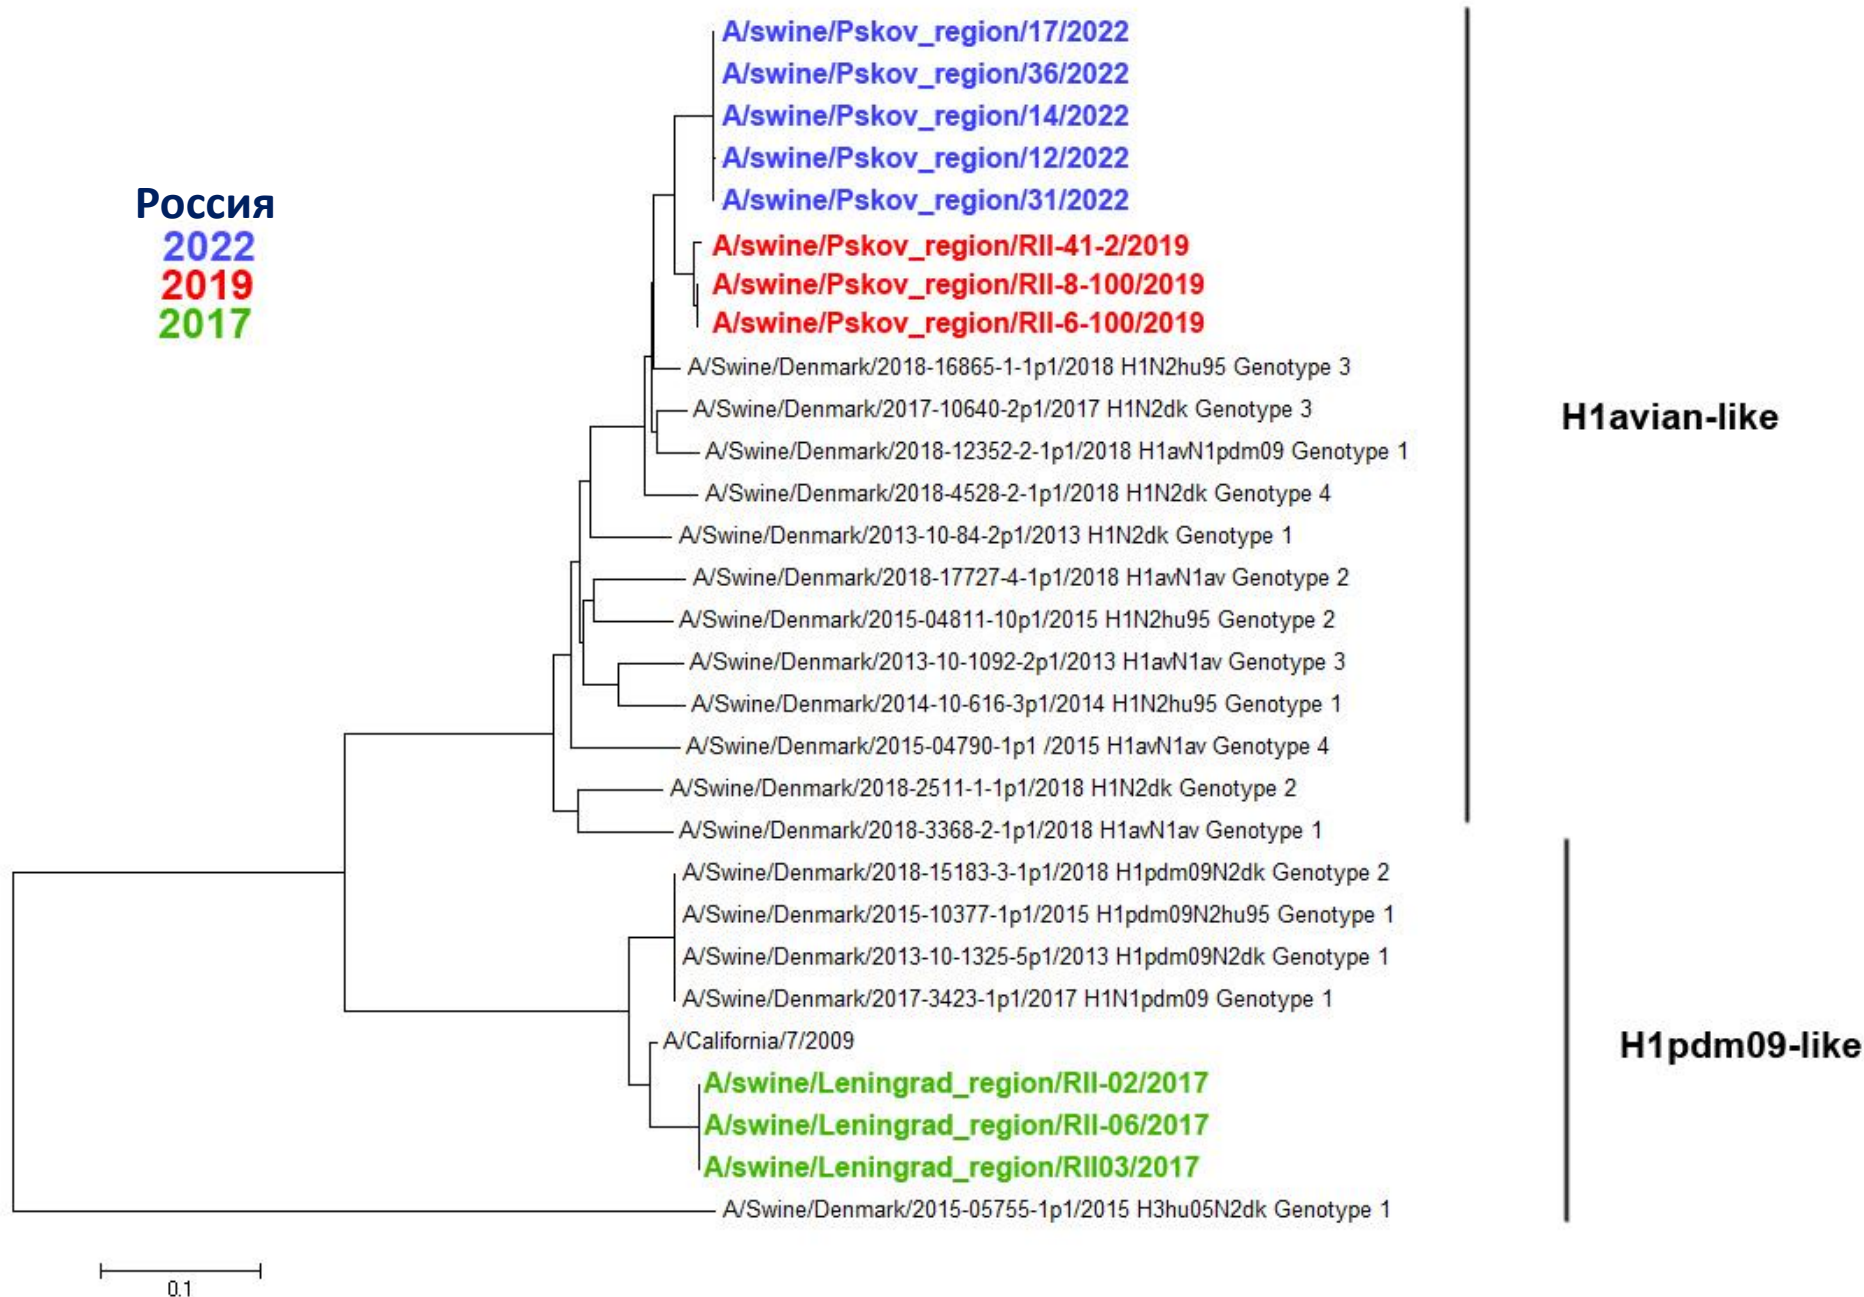 A/swine/Pskov_region/17/2022
A/swine/Pskov_region/36/2022
A/swine/Pskov_region/14/2022
A/swine/Pskov_region/12/2022
A/swine/Pskov_region/31/2022
Россия
2022
2019
2017
A/swine/Pskov_region/RII-41-2/2019
A/swine/Pskov_region/RII-8-100/2019
A/swine/Pskov_region/RII-6-100/2019
A/Swine/Denmark/2018-16865-1-1p1/2018 H1N2hu95 Genotype 3
A/Swine/Denmark/2017-10640-2p1/2017 H1N2dk Genotype 3
A/Swine/Denmark/2018-12352-2-1p1/2018 H1avN1pdm09 Genotype 1
A/Swine/Denmark/2018-4528-2-1p1/2018 H1N2dk Genotype 4
A/Swine/Denmark/2013-10-84-2p1/2013 H1N2dk Genotype 1
A/Swine/Denmark/2018-17727-4-1p1/2018 H1avN1av Genotype 2
A/Swine/Denmark/2015-04811-10p1/2015 H1N2hu95 Genotype 2
A/Swine/Denmark/2013-10-1092-2p1/2013 H1avN1av Genotype 3
A/Swine/Denmark/2014-10-616-3p1/2014 H1N2hu95 Genotype 1
A/Swine/Denmark/2015-04790-1p1 /2015 H1avN1av Genotype 4
A/Swine/Denmark/2018-2511-1-1p1/2018 H1N2dk Genotype 2
A/Swine/Denmark/2018-3368-2-1p1/2018 H1avN1av Genotype 1
H1avian-like
A/Swine/Denmark/2018-15183-3-1p1/2018 H1pdm09N2dk Genotype 2
A/Swine/Denmark/2015-10377-1p1/2015 H1pdm09N2hu95 Genotype 1
A/Swine/Denmark/2013-10-1325-5p1/2013 H1pdm09N2dk Genotype 1
A/Swine/Denmark/2017-3423-1p1/2017 H1N1pdm09 Genotype 1
A/California/7/2009
A/swine/Leningrad_region/RII-02/2017
A/swine/Leningrad_region/RII-06/2017
A/swine/Leningrad_region/RII03/2017
A/Swine/Denmark/2015-05755-1p1/2015 H3hu05N2dk Genotype 1
H1pdm09-like
0.1